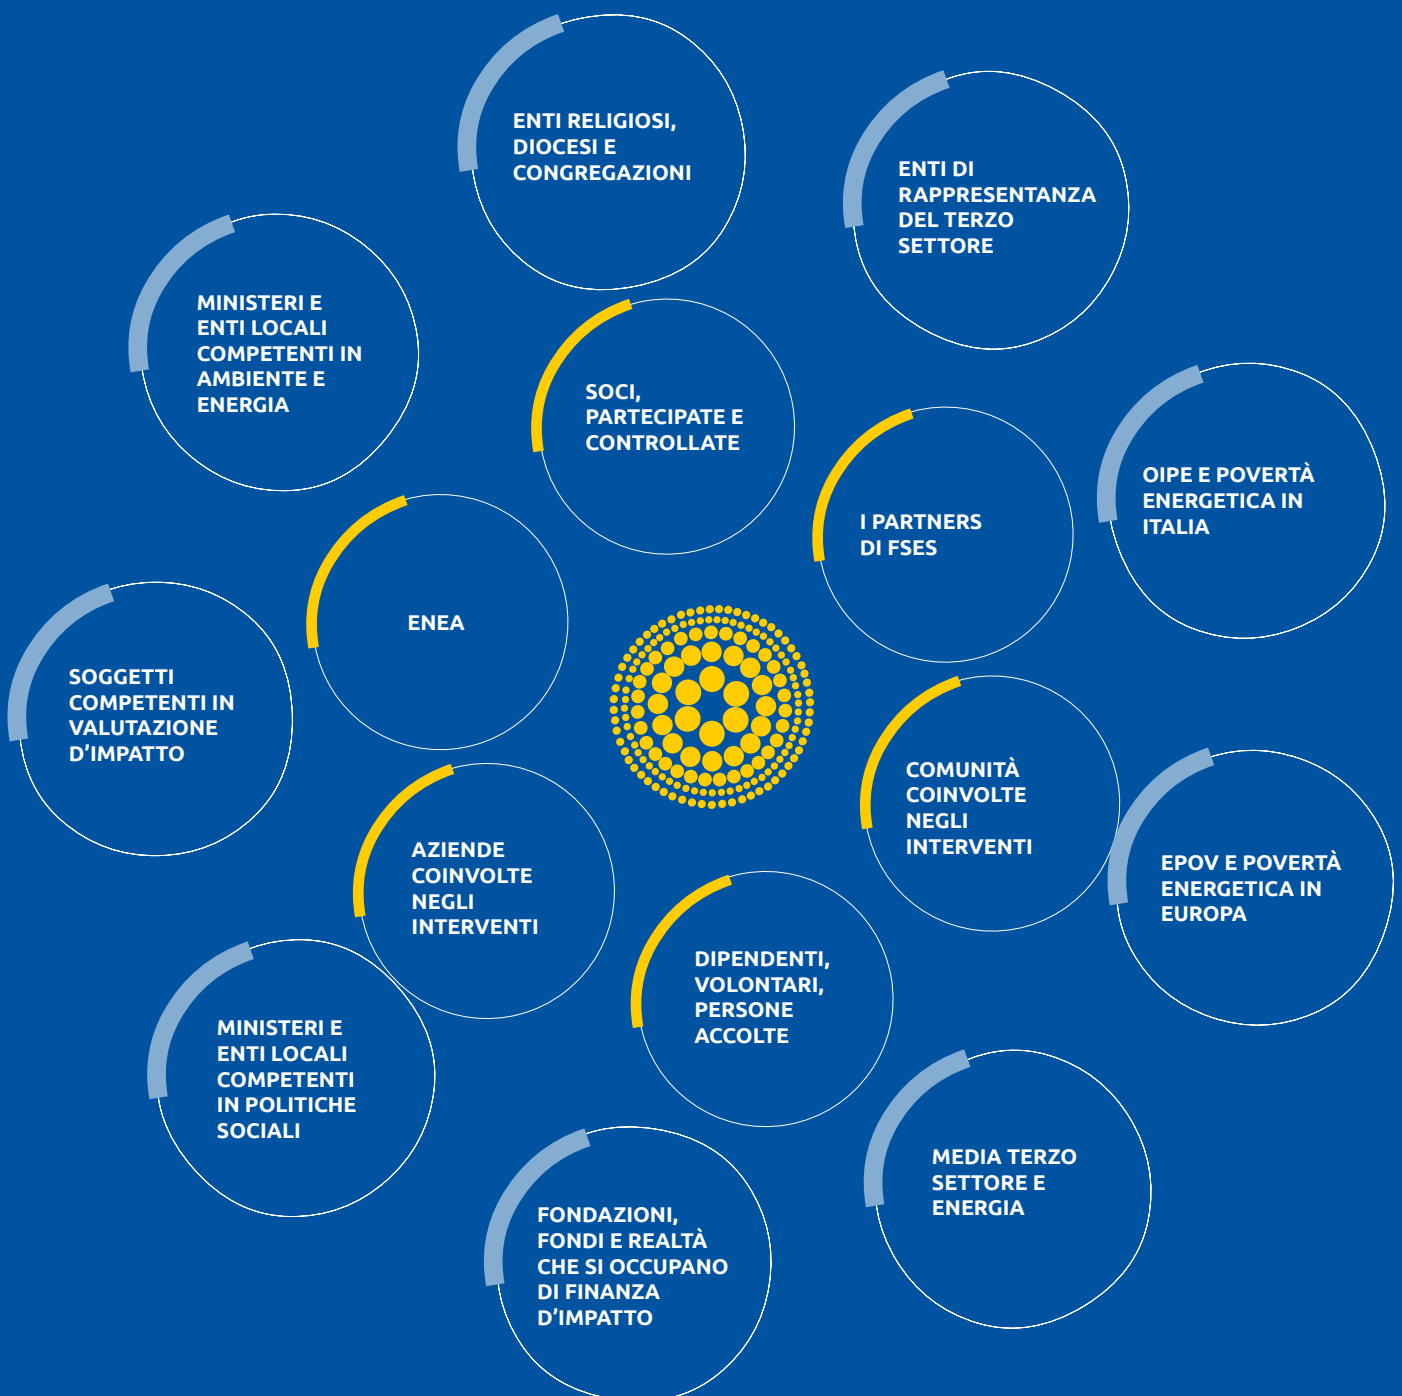 ENTI RELIGIOSI,
DIOCESI E
CONGREGAZIONI
ENTI DI
RAPPRESENTANZA
DEL TERZO
SETTORE
MINISTERI E
ENTI LOCALI
COMPETENTI IN
AMBIENTE E
ENERGIA
SOCI,
PARTECIPATE E
CONTROLLATE
OIPE E POVERTÀ
ENERGETICA IN
ITALIA
I PARTNERS
DI FSES
ENEA
SOGGETTI
COMPETENTI IN
VALUTAZIONE
D'IMPATTO
COMUNITÀ
COINVOLTE
NEGLI
INTERVENTI
AZIENDE
COINVOLTE
NEGLI
INTERVENTI
EPOV E POVERTÀ
ENERGETICA IN
EUROPA
DIPENDENTI,
VOLONTARI,
PERSONE
ACCOLTE
MINISTERI E
ENTI LOCALI
COMPETENTI
IN POLITICHE
SOCIALI
MEDIA TERZO
SETTORE E
ENERGIA
FONDAZIONI,
FONDI E REALTÀ
CHE SI OCCUPANO
DI FINANZA
D'IMPATTO